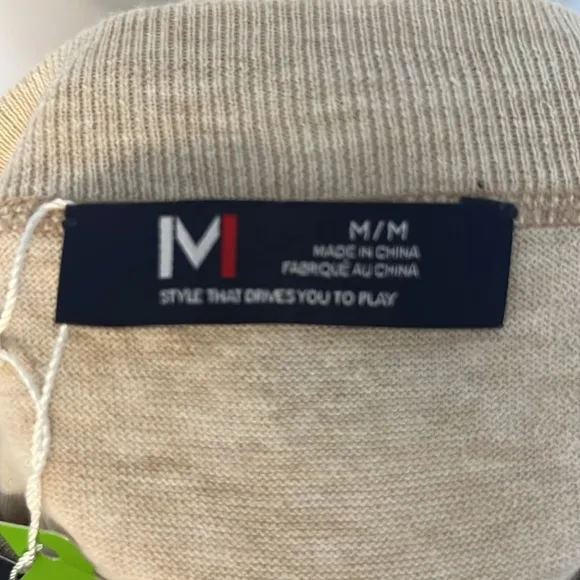 M
M/M
MADE IN CHINA
FABRIQUÉ AU CHINA
STYLE THAT DRIVES YOU TO PLAY